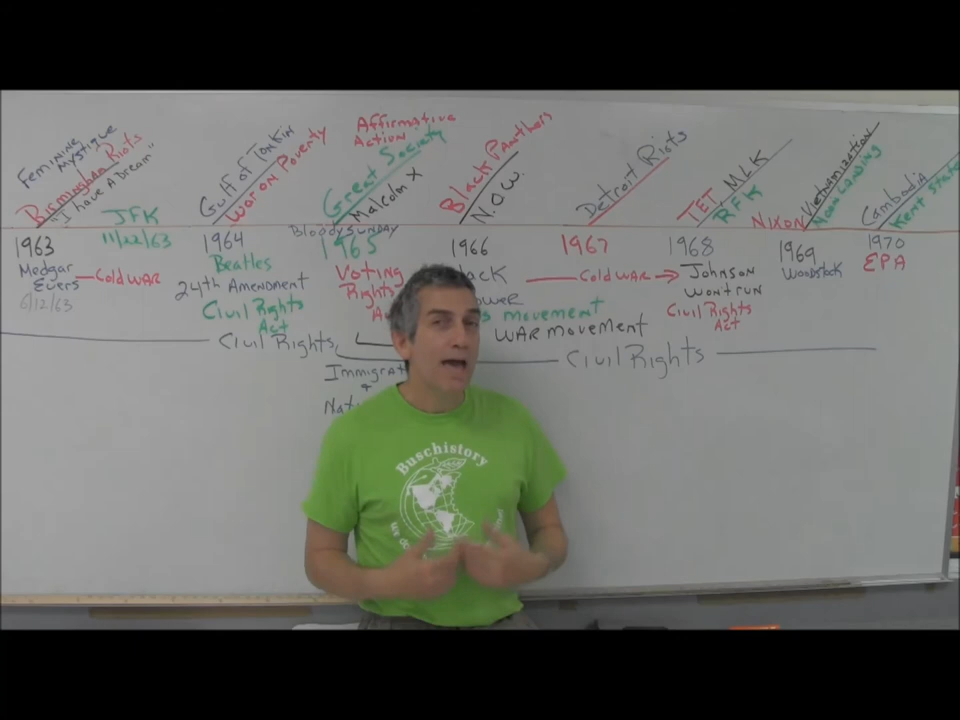 Feminine
Mystique
Birmingham Riots
"I have A Dream"
JFK
11/22/63
Gulf of Tonkin
War on Poverty
Affirmative
Action
Great Society
Malcolm X
Bloody Sunday
Black Panthers
N.O.W.
Detroit Riots
TET MLK
RFK
NIXON
Vietnamization
Moon Landing
Cambodia
Kent State
1963
Medgar
Evers
6/12/63
Cold War
1964
Beatles
24th Amendment
Civil Rights
Act
1965
Voting
Rights
1966
1967
Cold War
1968
Johnson
Wont run
Civil Rights
Act
1969
Woodstock
1970
EPA
movement
WAR MOVEMENT
Civil Rights
Civil Rights
Buschistory